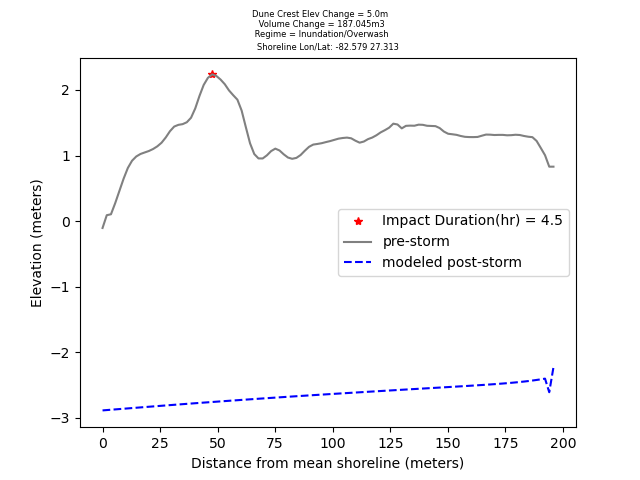 Dune Crest Elev Change = 5.0m
Volume Change = 187.045m3
Regime = Inundation/Overwash
Shoreline Lon/Lat: -82.579 27.313
2
1
0
−1
−2
−3
Elevation (meters)
Impact Duration(hr) = 4.5
pre-storm
modeled post-storm
0 25 50 75 100 125 150 175 200
Distance from mean shoreline (meters)